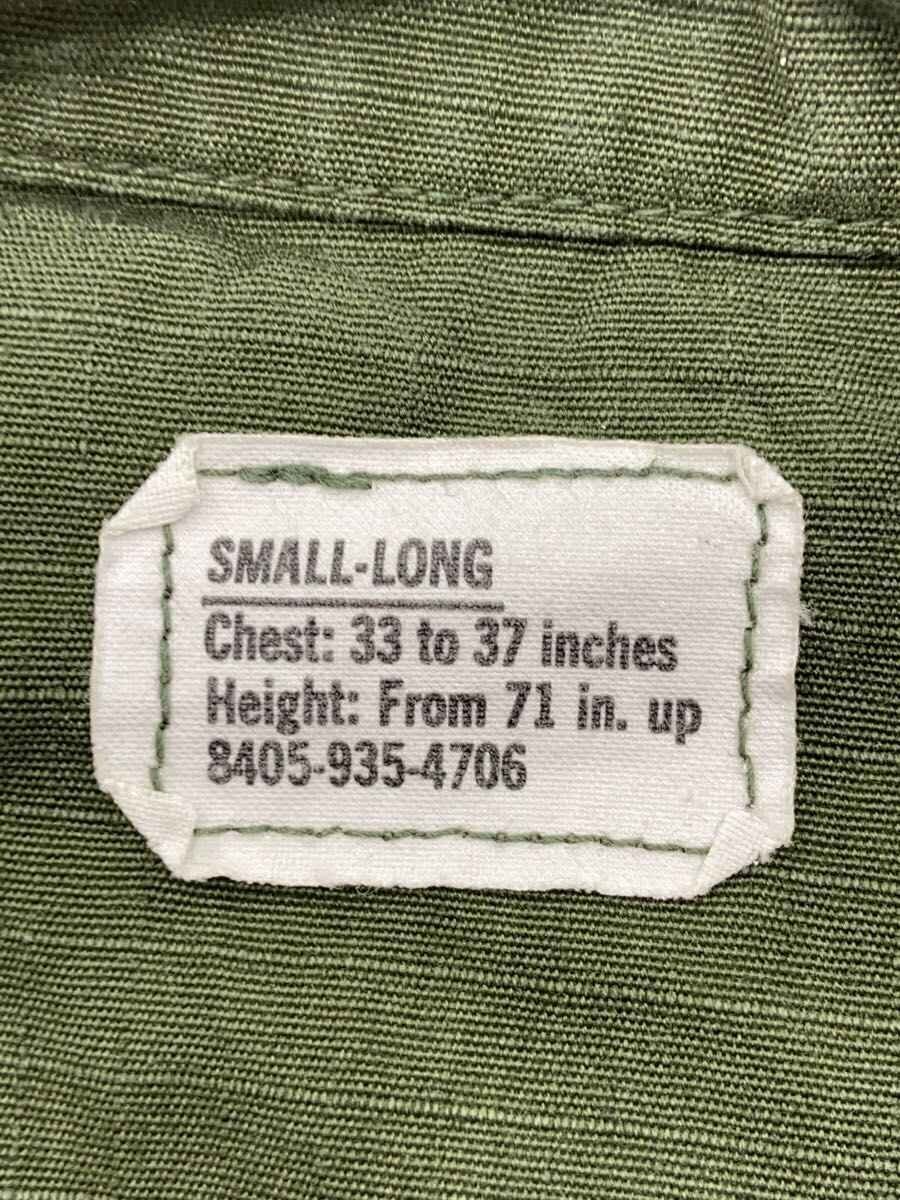 SMALL-LONG
Chest: 33 to 37 inches
Height: From 71 in. up
8405-935-4706